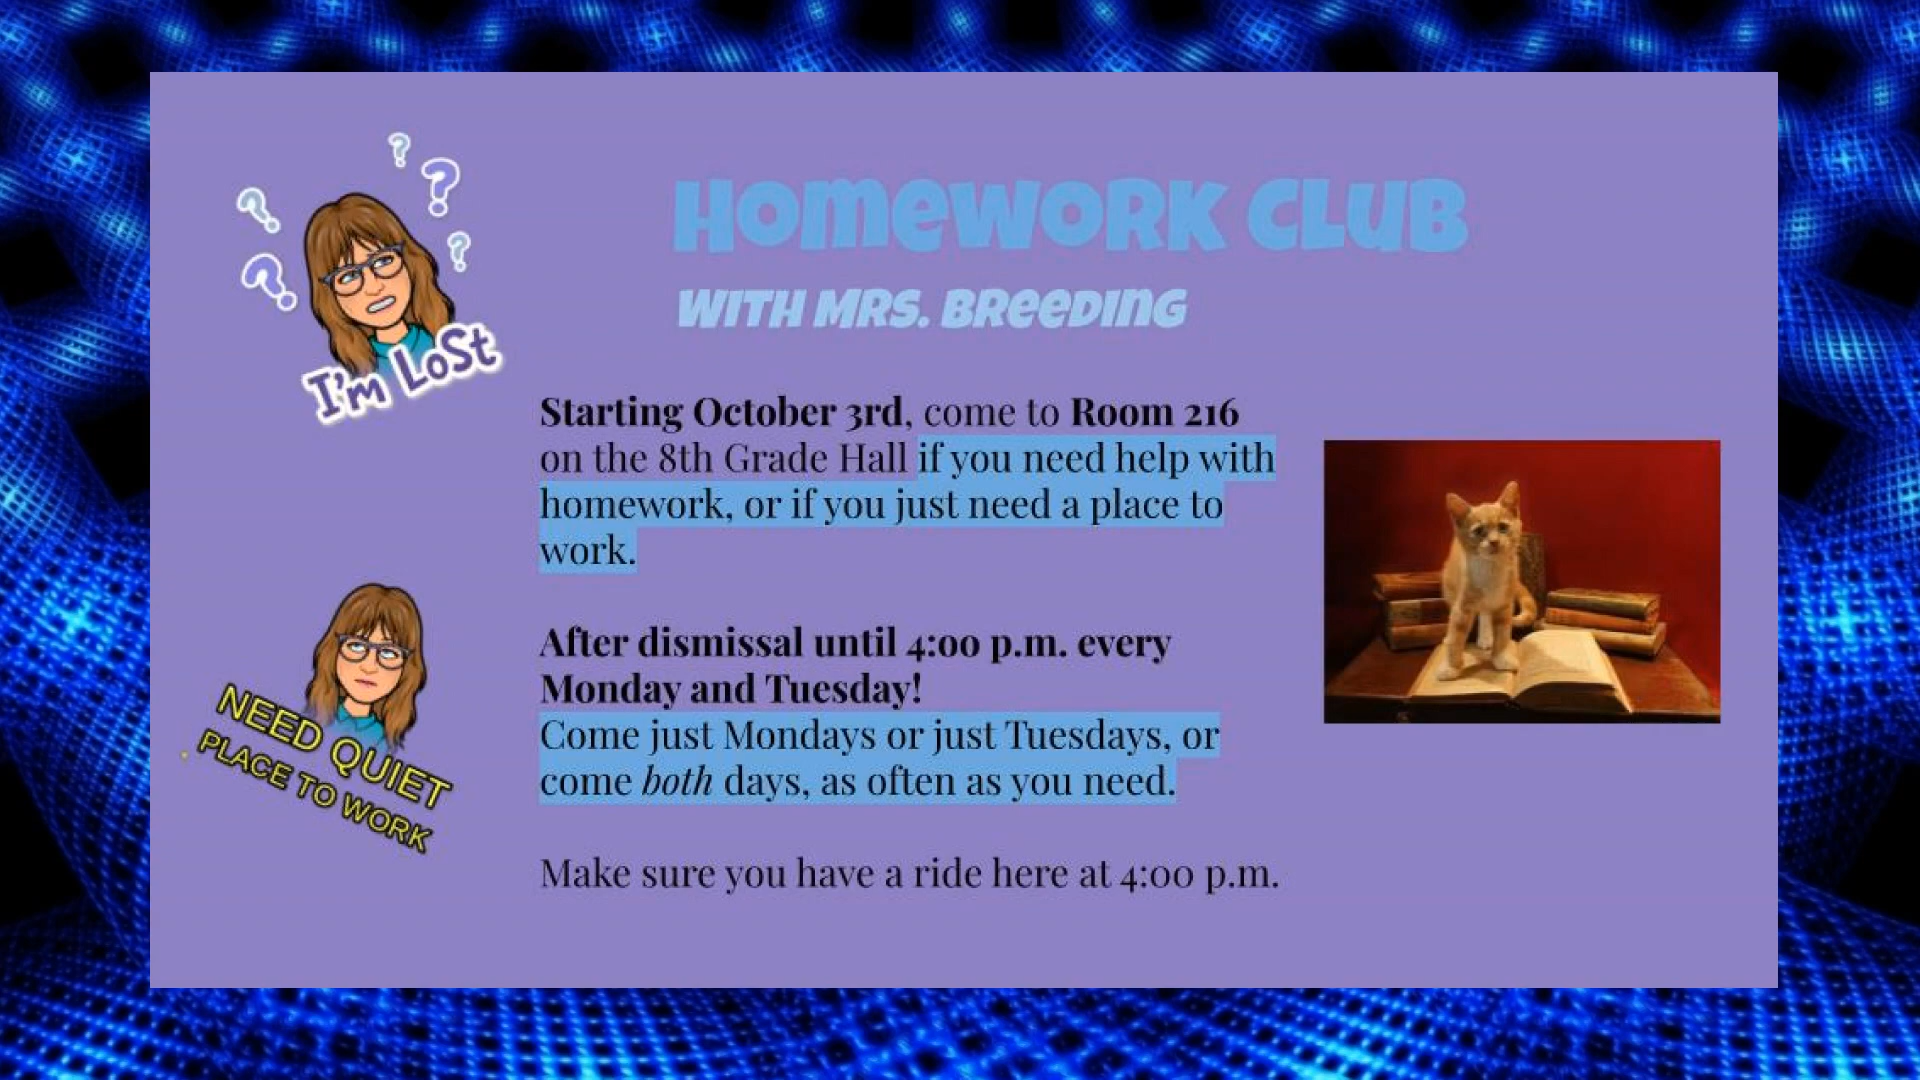 Homework Club
with Mrs. Breeding
I'm Lost
Starting October 3rd, come to Room 216
on the 8th Grade Hall if you need help with
homework, or if you just need a place to
work.
After dismissal until 4:00 p.m. every
Monday and Tuesday!
Come just Mondays or just Tuesdays, or
come both days, as often as you need.
NEED QUIET
PLACE TO WORK
Make sure you have a ride here at 4:00 p.m.